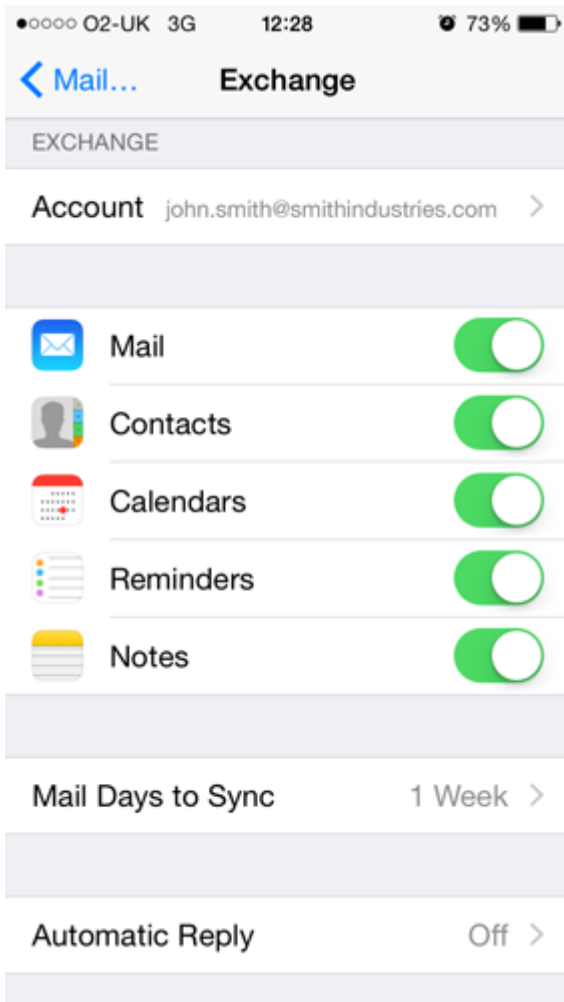 O2-UK 3G 12:28 73%
Mail... Exchange
EXCHANGE
Account john.smith@smithindustries.com
Mail
Contacts
Calendars
Reminders
Notes
Mail Days to Sync 1 Week
Automatic Reply Off